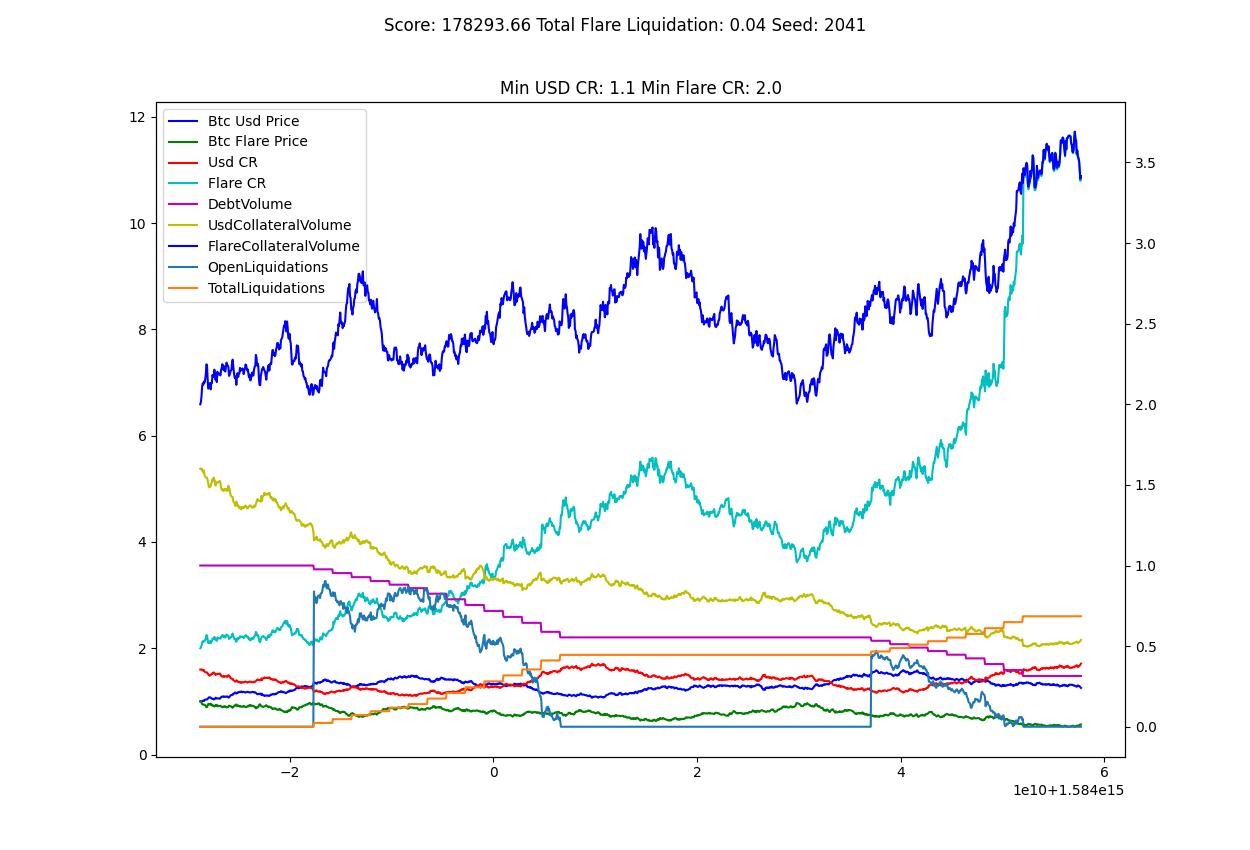 Score: 178293.66 Total Flare Liquidation: 0.04 Seed: 2041
Min USD CR: 1.1 Min Flare CR: 2.0
Btc Usd Price
Btc Flare Price
Usd CR
Flare CR
DebtVolume
UsdCollateralVolume
FlareCollateralVolume
OpenLiquidations
TotalLiquidations
12
10
8
6
4
2
0
3.5
3.0
2.5
2.0
1.5
1.0
0.5
0.0
−2 0 2 4 6
1e10+1.584e15